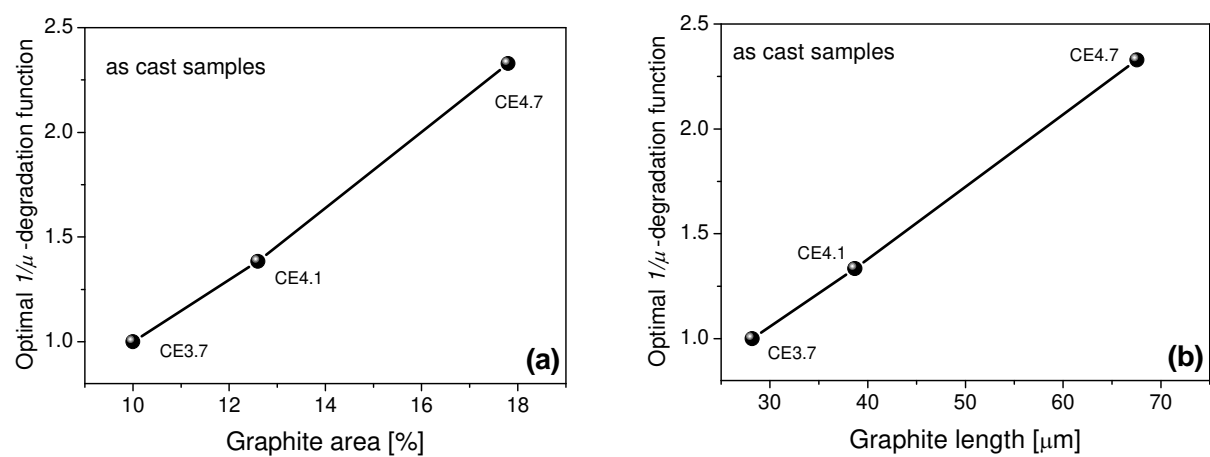 Optimal 1/μ -degradation function
2.5
2.0
1.5
1.0
as cast samples
CE4.7
CE4.1
CE3.7
(a)
10 12 14 16 18
Graphite area [%]
Optimal 1/μ-degradation function
2.5
2.0
1.5
1.0
as cast samples
CE4.7
CE4.1
CE3.7
(b)
30 40 50 60 70
Graphite length [μm]